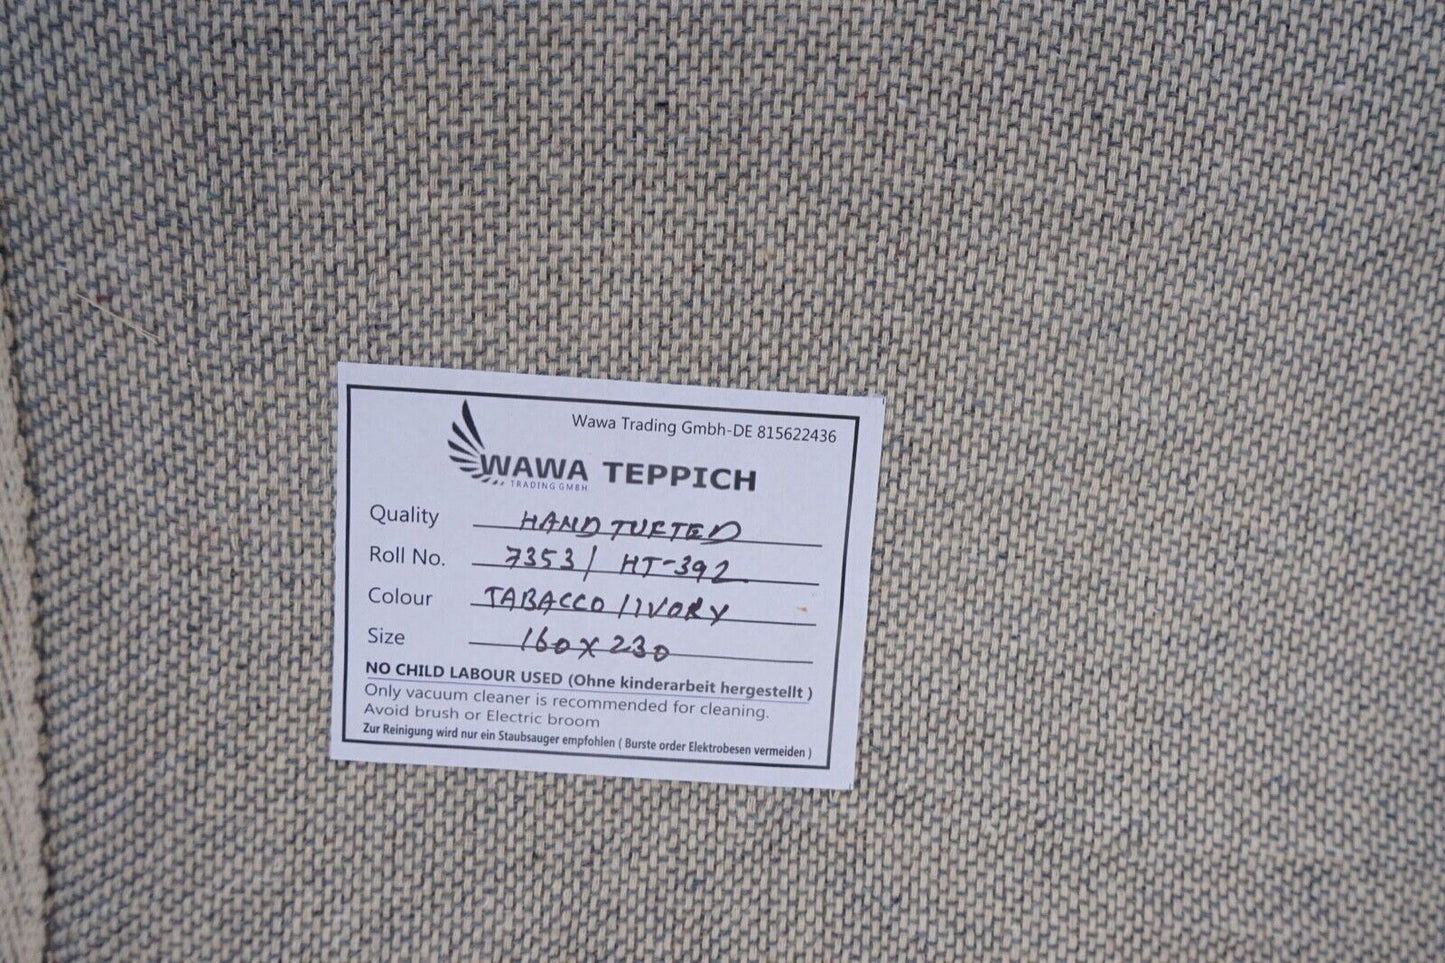 Wawa Trading Gmbh-DE 815622436
WAWA TEPPICH
TRADING GMBH
Quality HAND TUFTED
Roll No. 7353/ HT-392
Colour TABACCO/IVORY
Size 160X230
NO CHILD LABOUR USED (Ohne kinderarbeit hergestellt )
Only vacuum cleaner is recommended for cleaning.
Avoid brush or Electric broom
Zur Reinigung wird nur ein Staubsauger empfohlen ( Burste order Elektrobesen vermeiden )